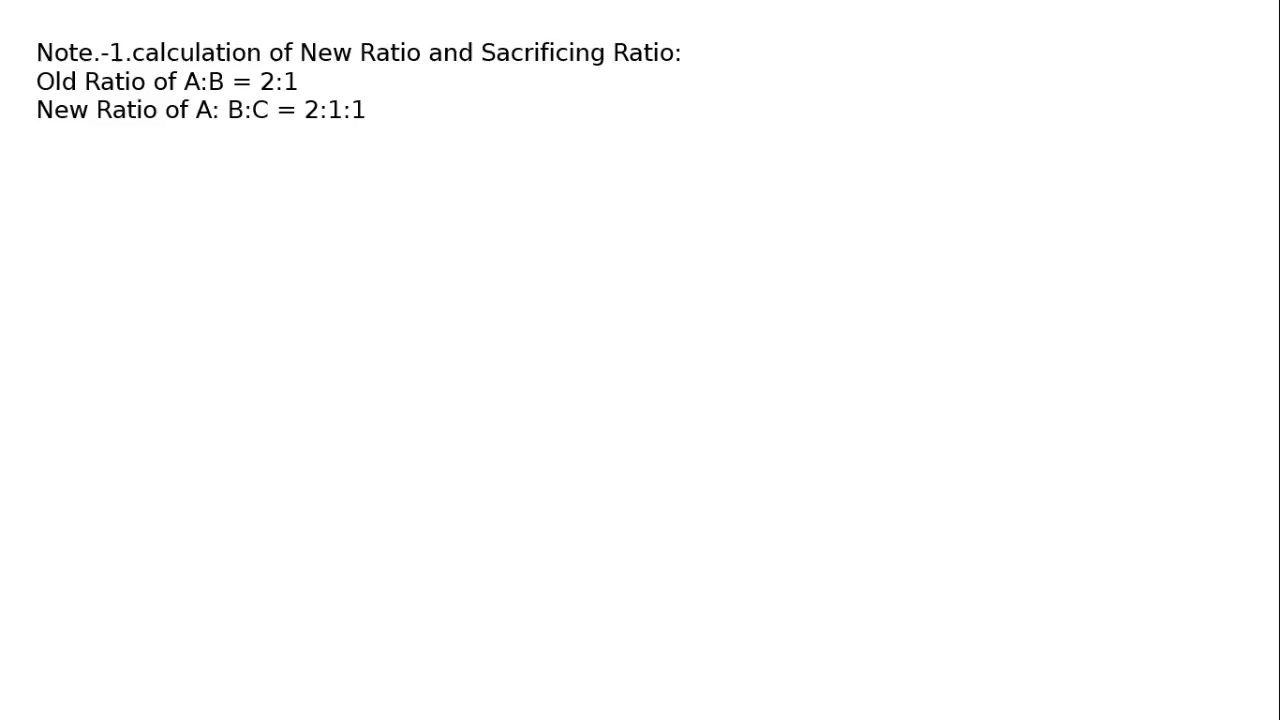 Note.-1.calculation of New Ratio and Sacrificing Ratio:
Old Ratio of A:B = 2:1
New Ratio of A: B:C = 2:1:1